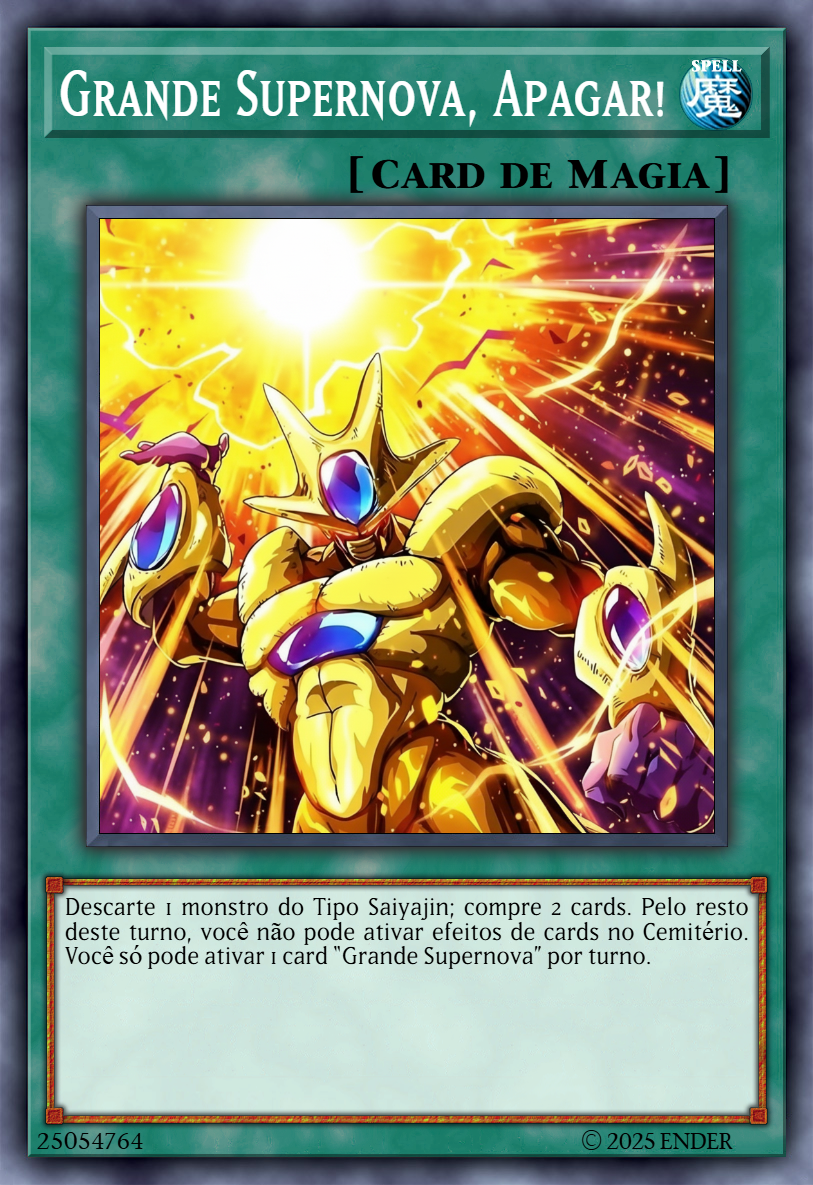 Grande Supernova, Apagar!
SPELL
魔
[Card de Magia]
Descarte 1 monstro do Tipo Saiyajin; compre 2 cards. Pelo resto
deste turno, você não pode ativar efeitos de cards no Cemitério.
Você só pode ativar 1 card "Grande Supernova" por turno.
25054764
© 2025 ENDER